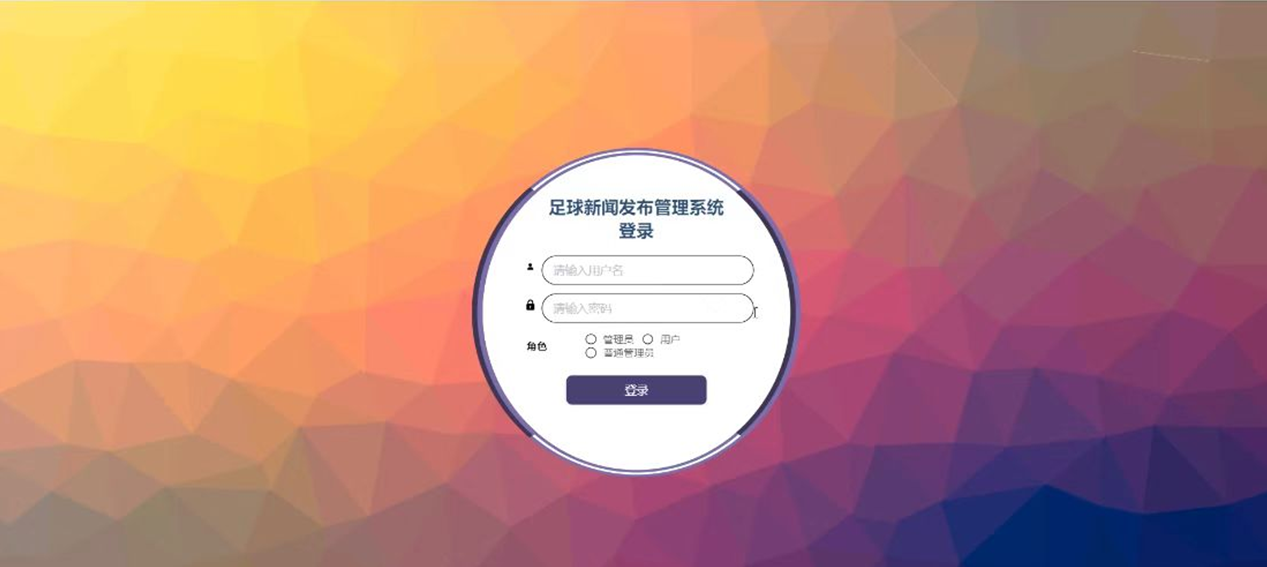 足球新闻发布管理系统
登录
请输入用户名
请输入密码
角色
管理员 用户
普通管理员
登录